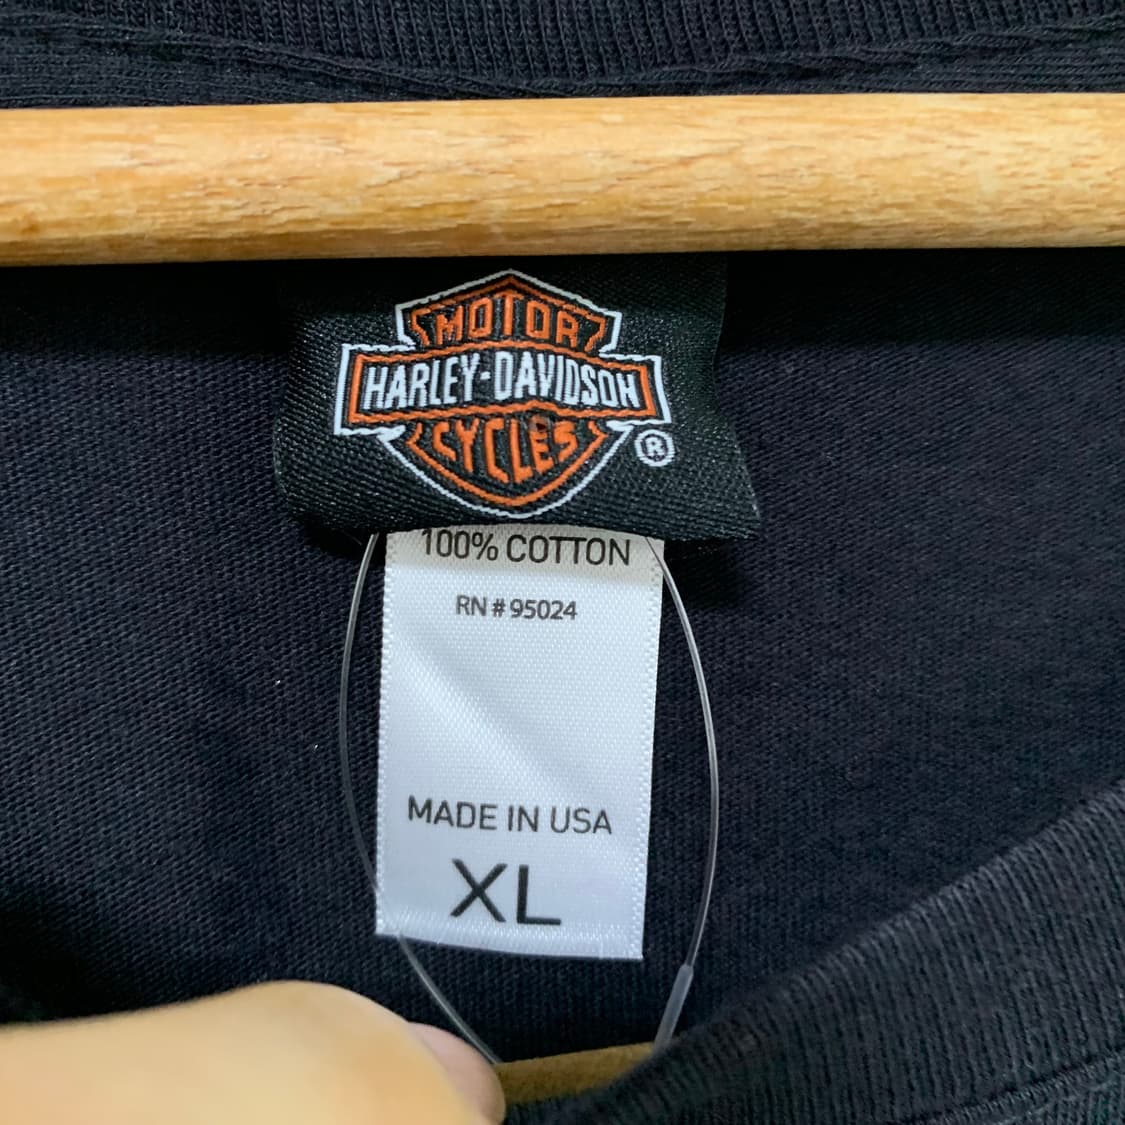 MOTOR
HARLEY-DAVIDSON
CYCLES
®
100% COTTON
RN # 95024
MADE IN USA
XL